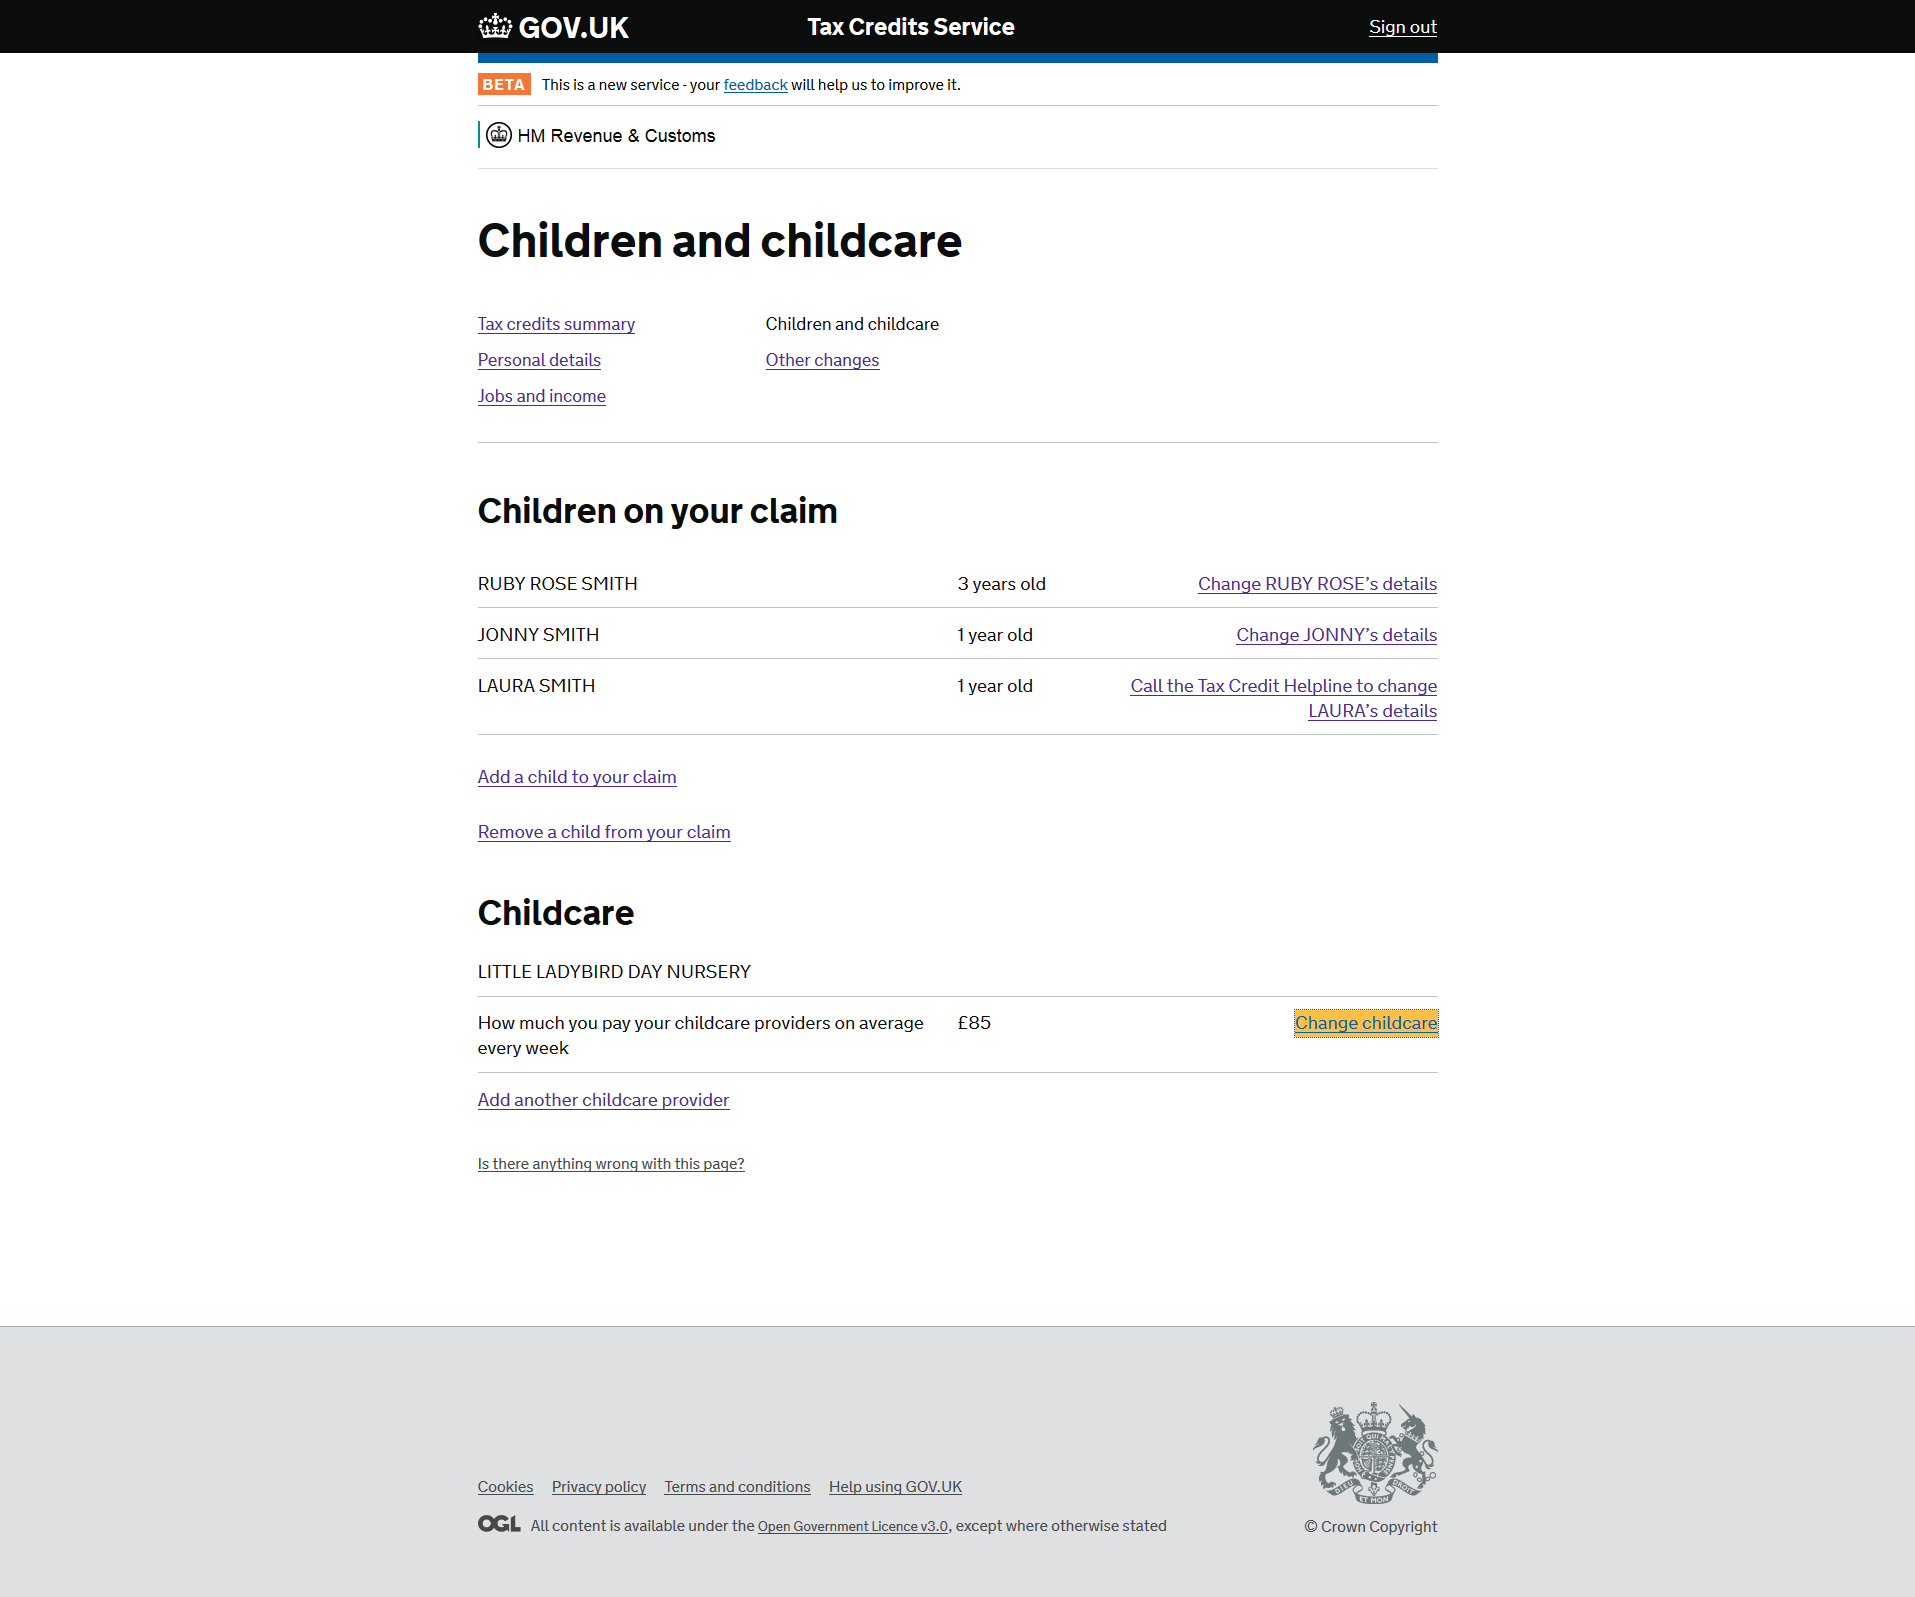 GOV.UK
Tax Credits Service
Sign out
BETA This is a new service - your feedback will help us to improve it.
HM Revenue & Customs
Children and childcare
Tax credits summary
Personal details
Jobs and income
Children and childcare
Other changes
Children on your claim
RUBY ROSE SMITH 3 years old Change RUBY ROSE’s details
JONNY SMITH 1 year old Change JONNY’s details
LAURA SMITH 1 year old Call the Tax Credit Helpline to change
LAURA’s details
Add a child to your claim
Remove a child from your claim
Childcare
LITTLE LADYBIRD DAY NURSERY
How much you pay your childcare providers on average £85 Change childcare
every week
Add another childcare provider
Is there anything wrong with this page?
Cookies Privacy policy Terms and conditions Help using GOV.UK
OGL All content is available under the Open Government Licence v3.0, except where otherwise stated
DIEU ET MON DROIT
© Crown Copyright